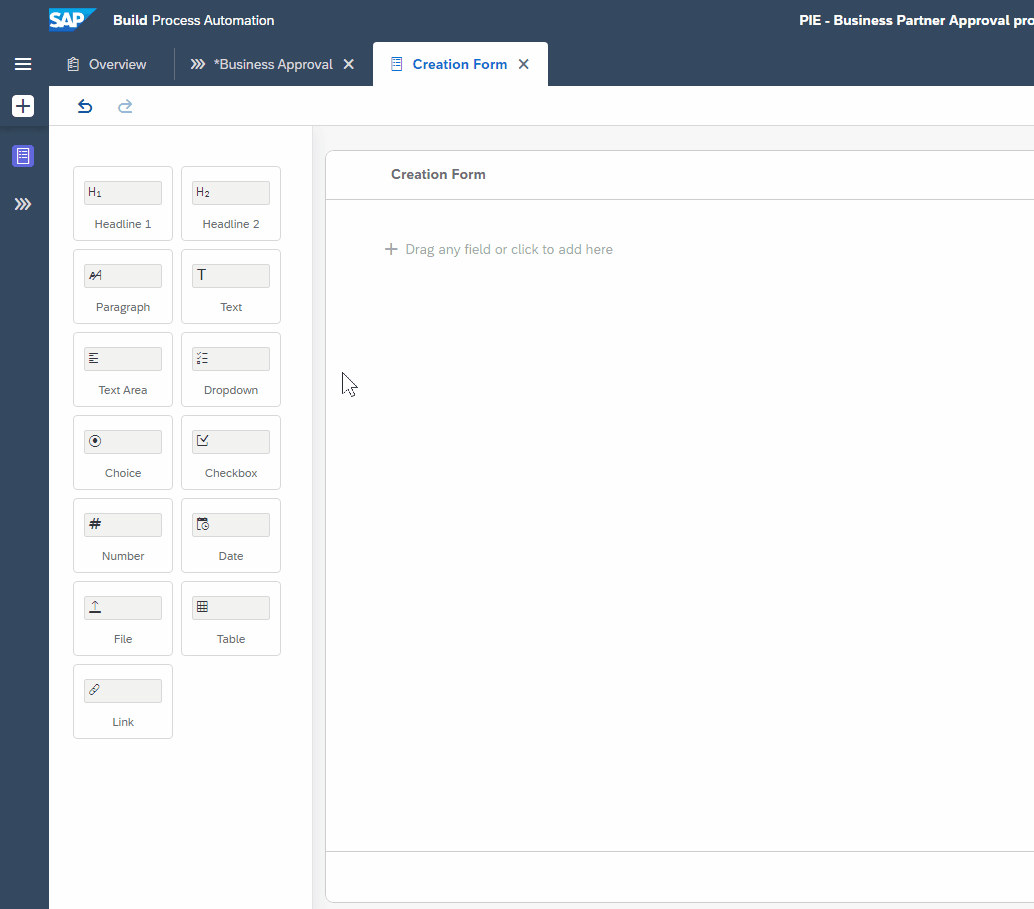 SAP Build Process Automation PIE - Business Partner Approval pro
Overview *Business Approval Creation Form
Creation Form
H1 H2
Headline 1 Headline 2
Drag any field or click to add here
Paragraph Text
Text Area Dropdown
Choice Checkbox
Number Date
File Table
Link